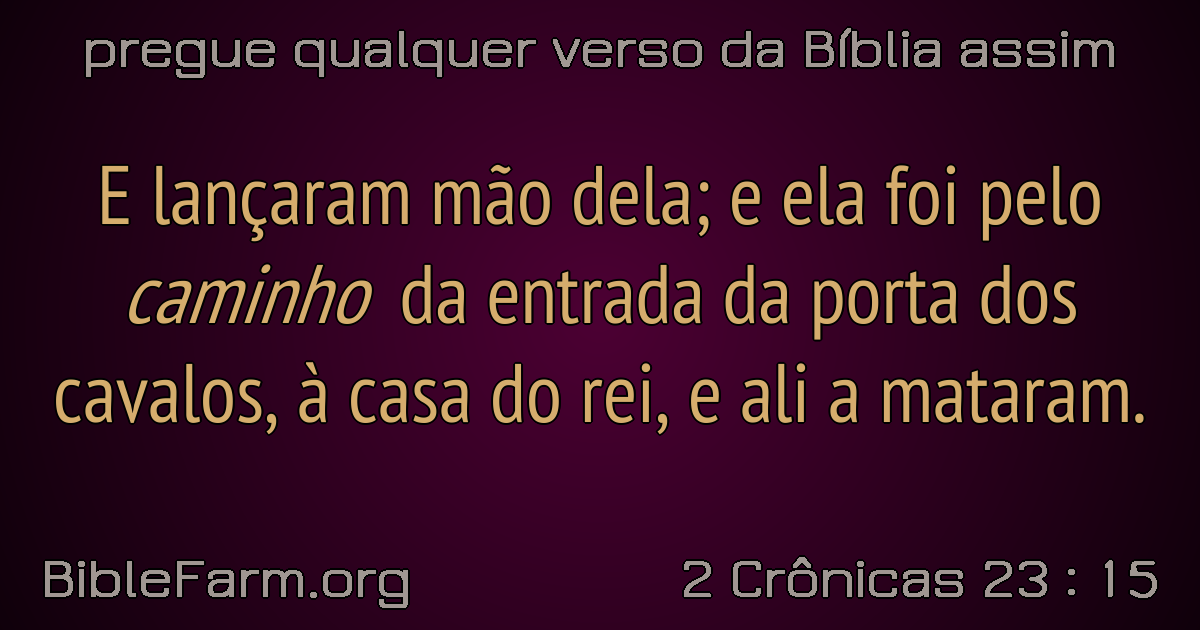 pregue qualquer verso da Bíblia assim
E lançaram mão dela; e ela foi pelo
caminho da entrada da porta dos
cavalos, à casa do rei, e ali a mataram.
BibleFarm.org
2 Crônicas 23 : 15